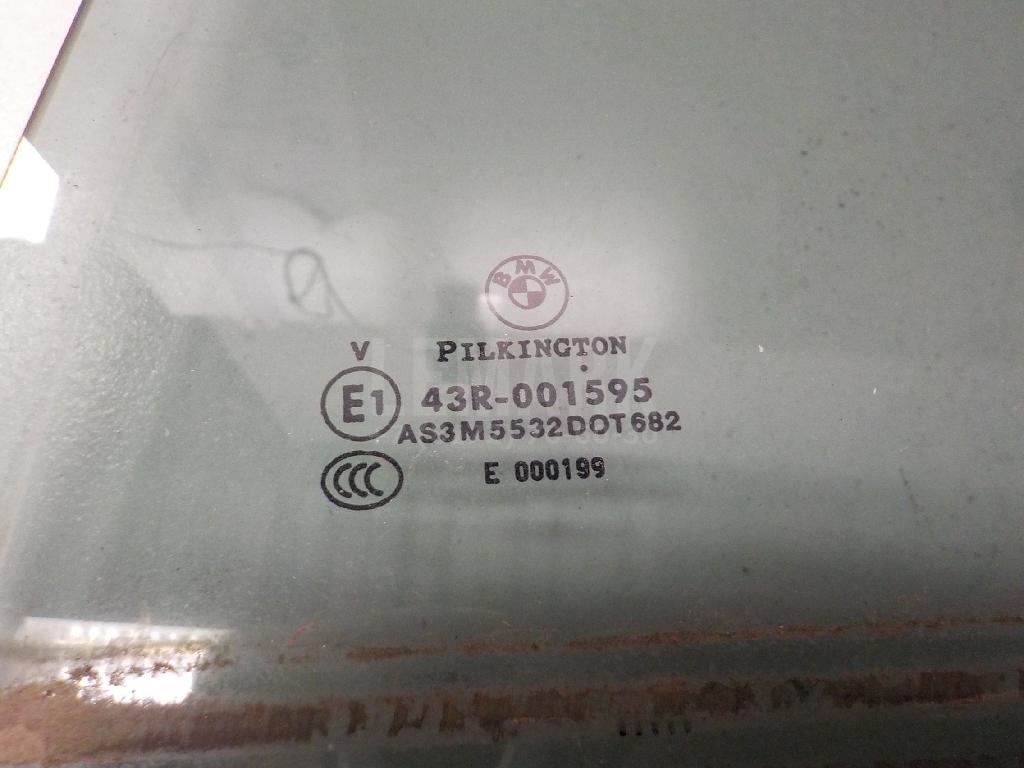 BMW
V PILKINGTON
E1 43R-001595
AS3M5532DOT682
CCC E 000199